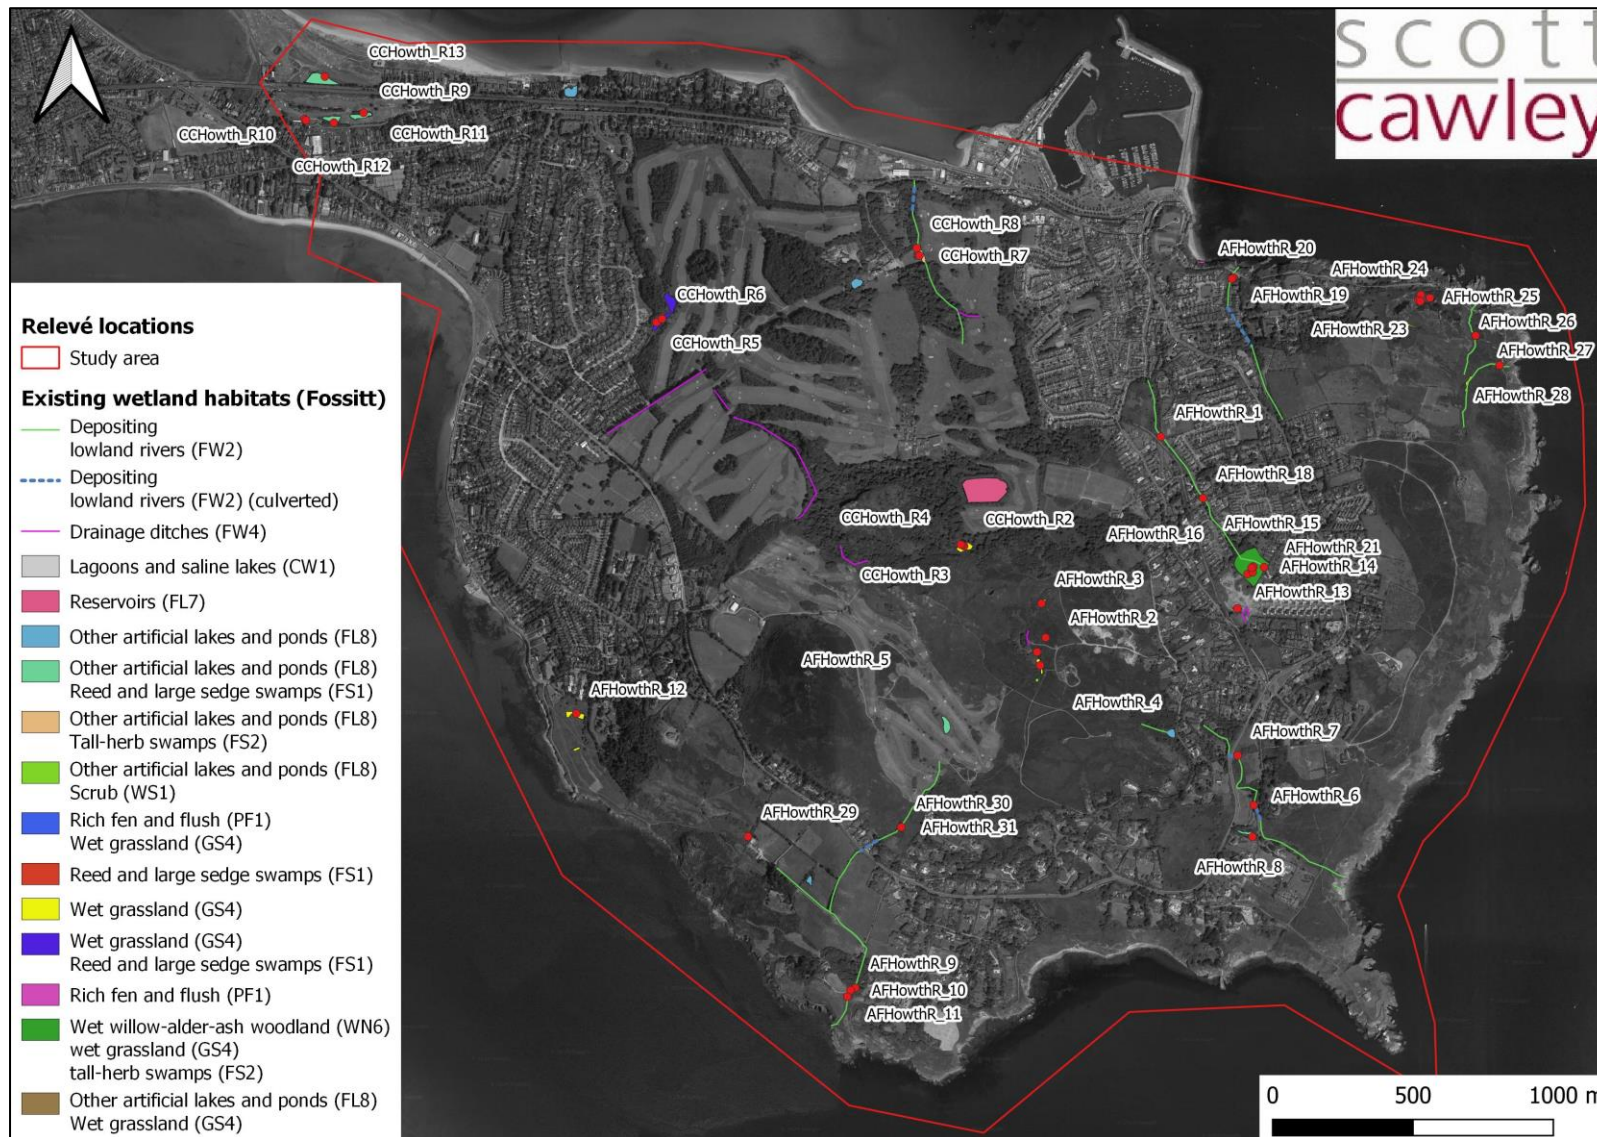 scott
cawley
CCHowth_R13
CCHowth_R9
CCHowth_R10
CCHowth_R11
CCHowth_R12
CCHowth_R8
CCHowth_R7
CCHowth_R6
CCHowth_R5
AFHowthR_20
AFHowthR_24
AFHowthR_19
AFHowthR_25
AFHowthR_23
AFHowthR_26
AFHowthR_27
AFHowthR_28
AFHowthR_1
AFHowthR_18
CCHowth_R4
CCHowth_R2
AFHowthR_16
AFHowthR_15
AFHowthR_21
AFHowthR_14
CCHowth_R3
AFHowthR_3
AFHowthR_13
AFHowthR_2
AFHowthR_5
AFHowthR_12
AFHowthR_4
AFHowthR_7
AFHowthR_6
AFHowthR_29
AFHowthR_30
AFHowthR_31
AFHowthR_8
AFHowthR_9
AFHowthR_10
AFHowthR_11
Relevé locations
Study area
Existing wetland habitats (Fossitt)
Depositing
lowland rivers (FW2)
Depositing
lowland rivers (FW2) (culverted)
Drainage ditches (FW4)
Lagoons and saline lakes (CW1)
Reservoirs (FL7)
Other artificial lakes and ponds (FL8)
Other artificial lakes and ponds (FL8)
Reed and large sedge swamps (FS1)
Other artificial lakes and ponds (FL8)
Tall-herb swamps (FS2)
Other artificial lakes and ponds (FL8)
Scrub (WS1)
Rich fen and flush (PF1)
Wet grassland (GS4)
Reed and large sedge swamps (FS1)
Wet grassland (GS4)
Wet grassland (GS4)
Reed and large sedge swamps (FS1)
Rich fen and flush (PF1)
Wet willow-alder-ash woodland (WN6)
wet grassland (GS4)
tall-herb swamps (FS2)
Other artificial lakes and ponds (FL8)
Wet grassland (GS4)
0 500 1000 m